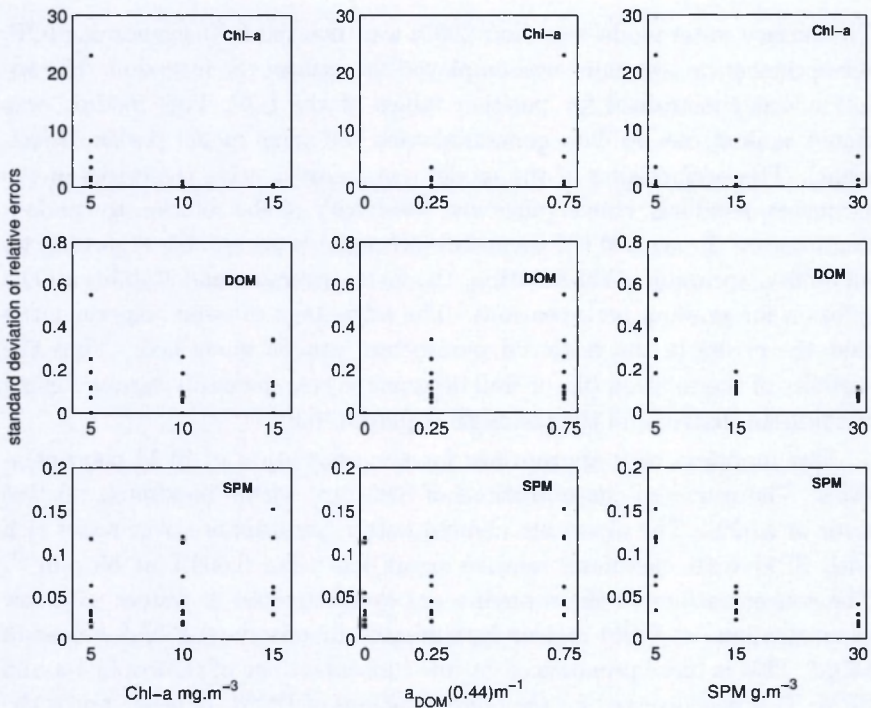 standard deviation of relative errors
30
20
10
0
5 10 15
Chl–a
30
20
10
0
0 0.25 0.75
Chl–a
30
20
10
0
5 15 30
Chl–a
0.8
0.6
0.4
0.2
0
5 10 15
DOM
0.8
0.6
0.4
0.2
0
0 0.25 0.75
DOM
0.8
0.6
0.4
0.2
0
5 15 30
DOM
0.2
0.15
0.1
0.05
0
5 10 15
SPM
Chl–a mg.m⁻³
0.2
0.15
0.1
0.05
0
0 0.25 0.75
SPM
a_DOM(0.44)m⁻¹
0.2
0.15
0.1
0.05
0
5 15 30
SPM
SPM g.m⁻³